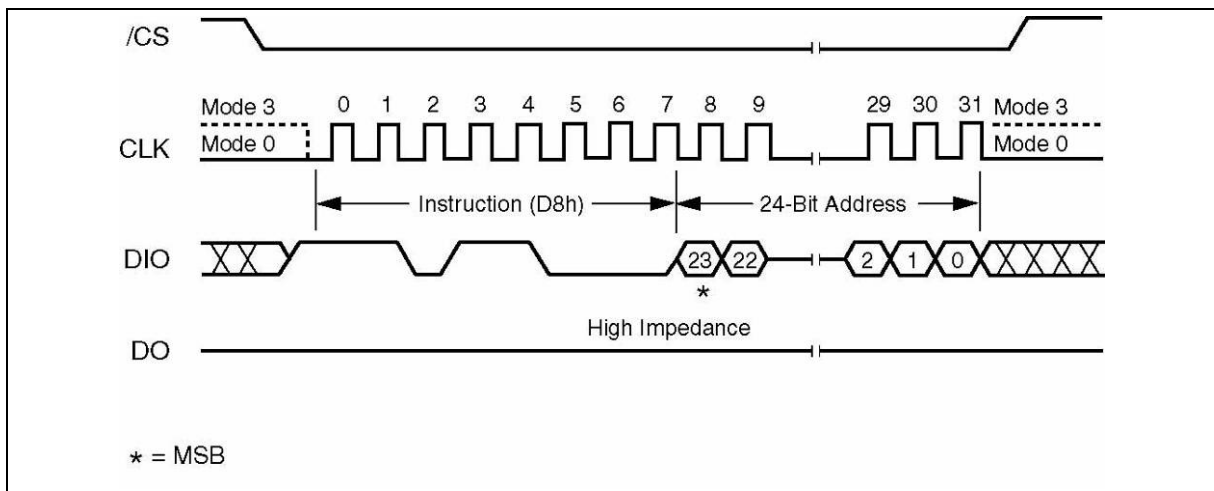 /CS
Mode 3 0 1 2 3 4 5 6 7 8 9 29 30 31 Mode 3
CLK Mode 0 Mode 0
Instruction (D8h) 24-Bit Address
DIO 23 22 2 1 0
*
High Impedance
DO
* = MSB